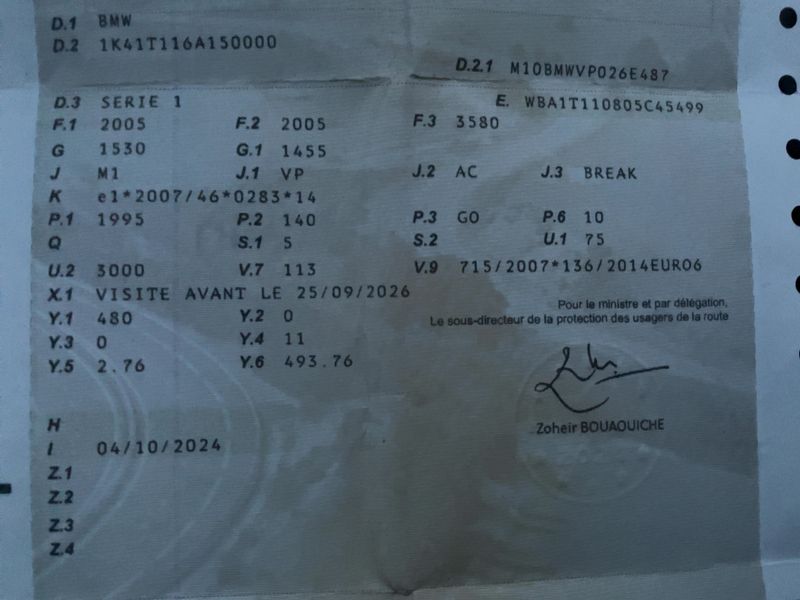 D.1 BMW
D.2 1K41T116A150000
D.2.1 M10BMWVP026E487
D.3 SERIE 1 E. WBA1T110805C45499
F.1 2005 F.2 2005 F.3 3580
G 1530 G.1 1455
J M1 J.1 VP J.2 AC J.3 BREAK
K e1*2007/46*0283*14
P.1 1995 P.2 140 P.3 GO P.6 10
Q S.1 5 S.2 U.1 75
U.2 3000 V.7 113 V.9 715/2007*136/2014EURO6
X.1 VISITE AVANT LE 25/09/2026
Pour le ministre et par délégation,
Y.1 480 Y.2 0 Le sous-directeur de la protection des usagers de la route
Y.3 0 Y.4 11
Y.5 2.76 Y.6 493.76
H
Zoheir BOUAOUICHE
I 04/10/2024
Z.1
Z.2
Z.3
Z.4